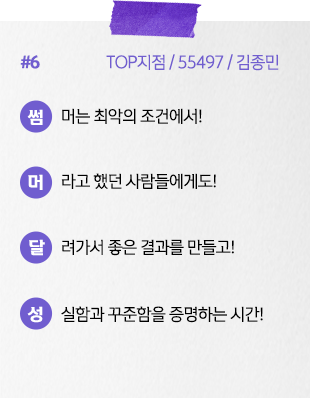 #6 TOP지점 / 55497 / 김종민
썸 머는 최악의 조건에서!
머 라고 했던 사람들에게도!
달 려가서 좋은 결과를 만들고!
성 실함과 꾸준함을 증명하는 시간!